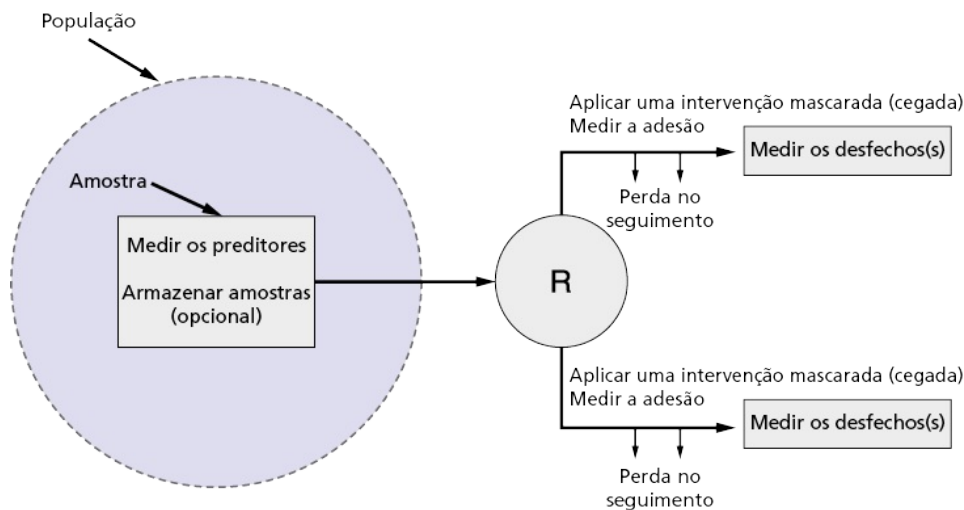 População
Amostra
Medir os preditores
Armazenar amostras
(opcional)
R
Aplicar uma intervenção mascarada (cegada)
Medir a adesão
Medir os desfechos(s)
Perda no
seguimento
Aplicar uma intervenção mascarada (cegada)
Medir a adesão
Medir os desfechos(s)
Perda no
seguimento